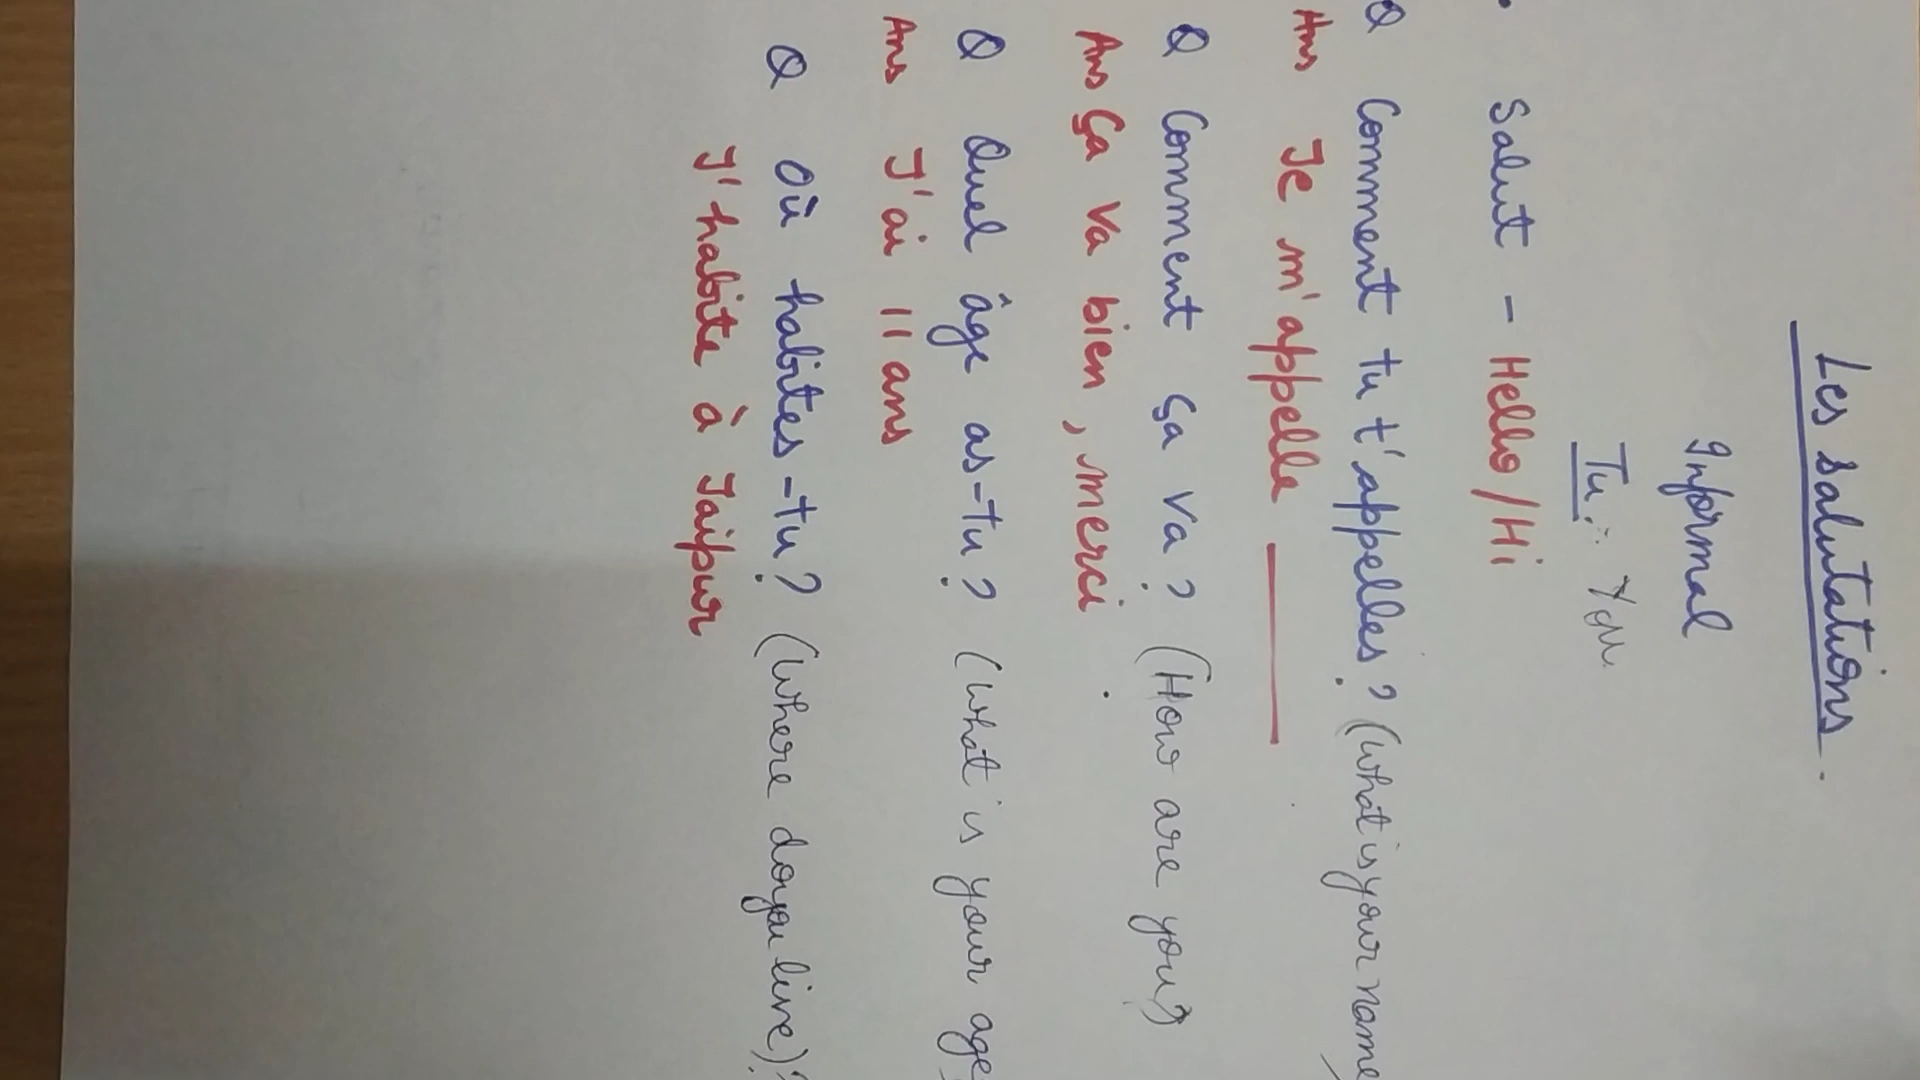 Les salutations.
Informal
Tu :- You
• Salut - Hello/Hi
Q Comment tu t'appelles? (What is your name
Ans Je m'appelle ______
Q Comment ça va? (How are you?)
Ans Ça va bien, merci.
Q Quel âge as-tu? (What is your age
Ans J'ai 11 ans
Q Où habites-tu? (Where do you live)?
J'habite à Jaipur